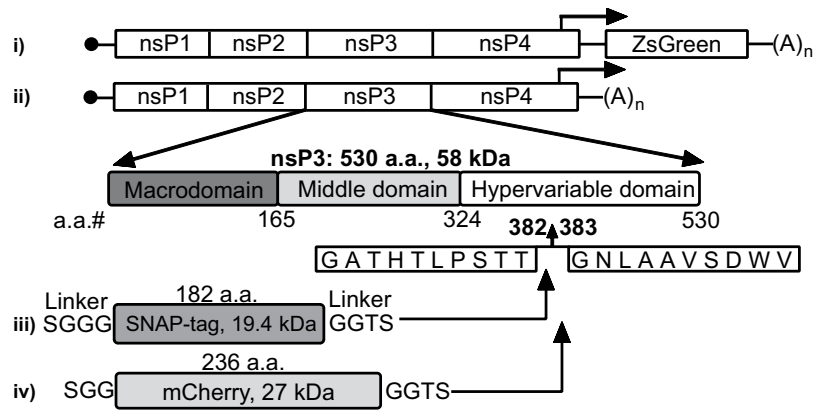 i) nsP1 nsP2 nsP3 nsP4 ZsGreen (A)n
ii) nsP1 nsP2 nsP3 nsP4 (A)n
nsP3: 530 a.a., 58 kDa
Macrodomain Middle domain Hypervariable domain
a.a.# 165 324 530
382 383
GATHTLPSTT GNLAAVSDWV
Linker 182 a.a. Linker
iii) SGGG SNAP-tag, 19.4 kDa GGTS
236 a.a.
iv) SGG mCherry, 27 kDa GGTS